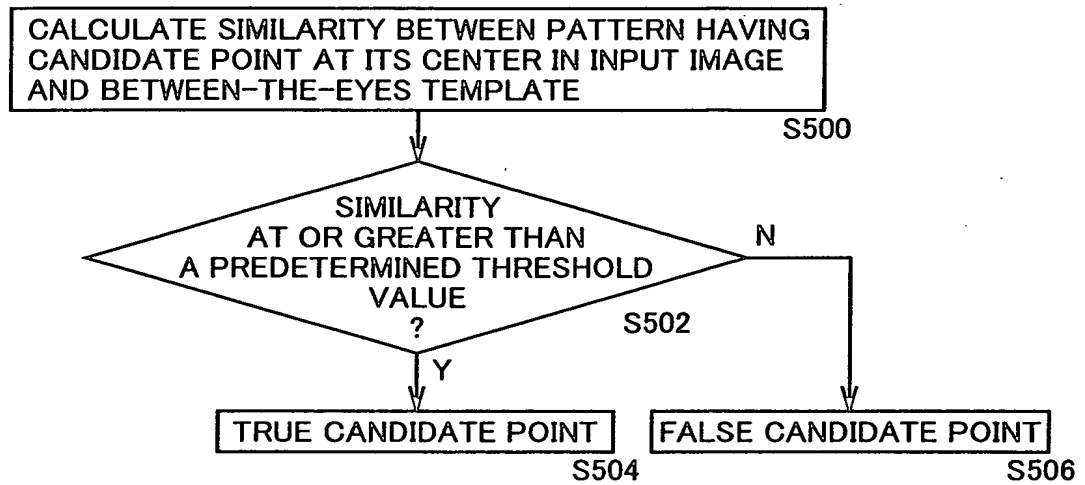 CALCULATE SIMILARITY BETWEEN PATTERN HAVING
CANDIDATE POINT AT ITS CENTER IN INPUT IMAGE
AND BETWEEN-THE-EYES TEMPLATE
S500
SIMILARITY
AT OR GREATER THAN
A PREDETERMINED THRESHOLD
VALUE
?
N
S502
Y
TRUE CANDIDATE POINT
FALSE CANDIDATE POINT
S504
S506